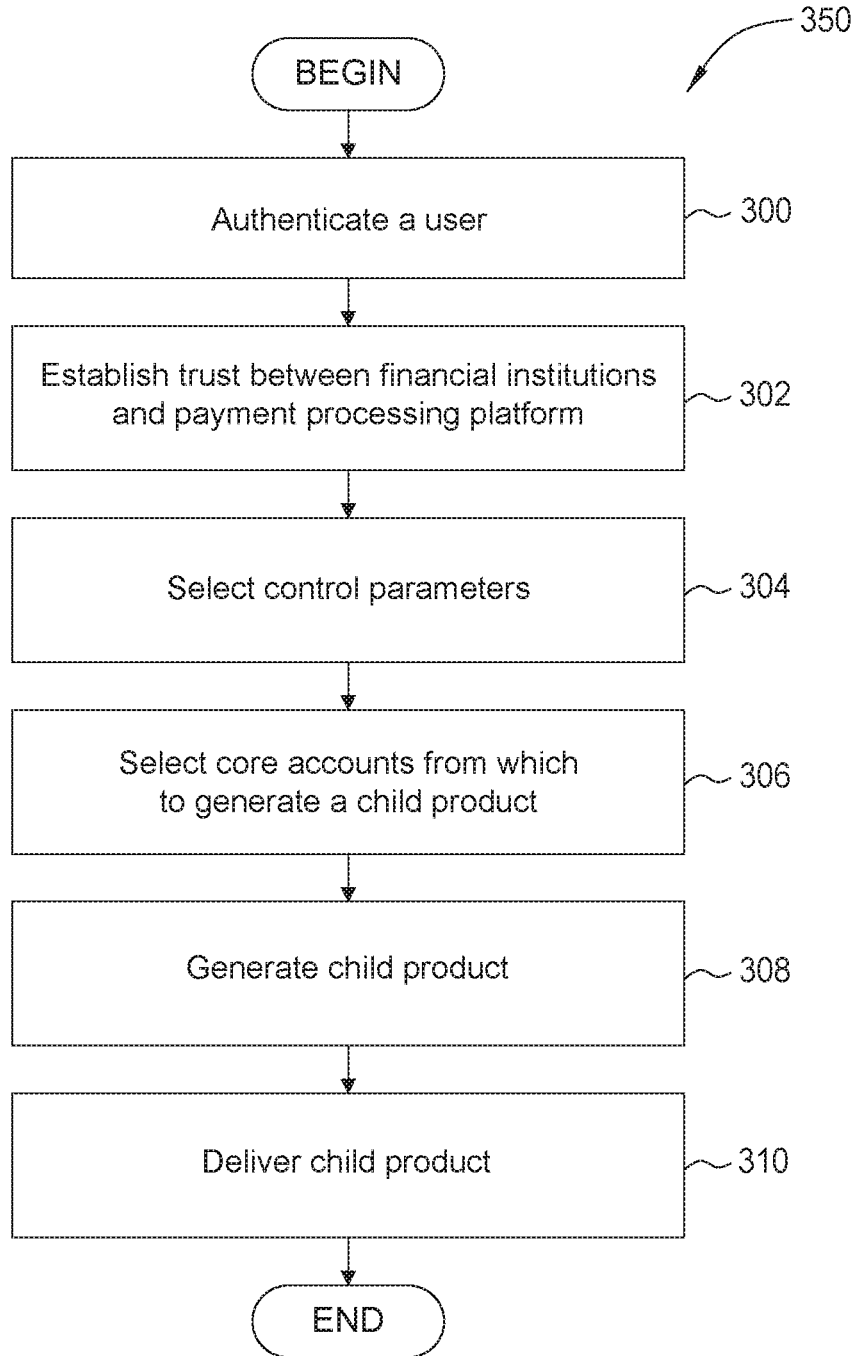 350
BEGIN
Authenticate a user
300
Establish trust between financial institutions
and payment processing platform
302
Select control parameters
304
Select core accounts from which
to generate a child product
306
Generate child product
308
Deliver child product
310
END